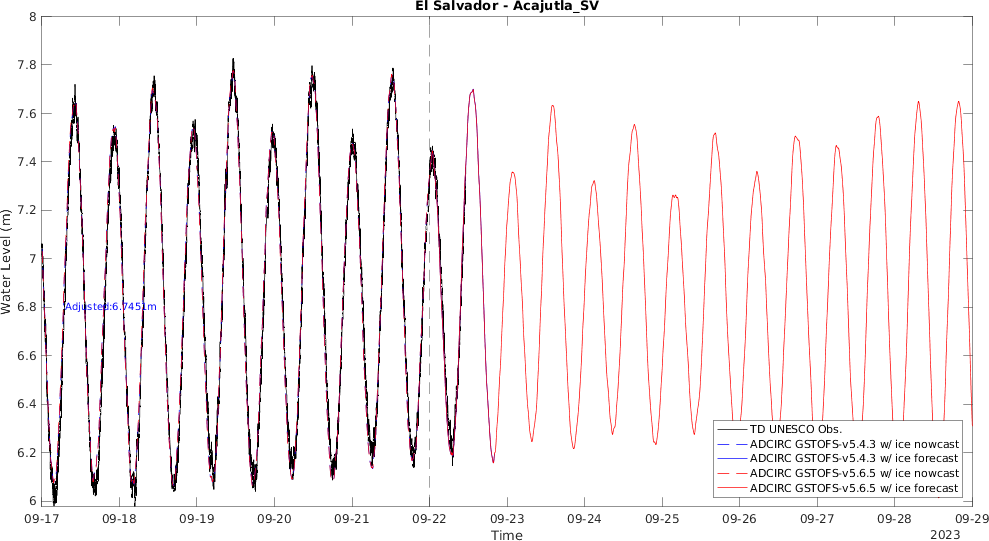 El Salvador - Acajutla_SV
8
7.8
7.6
7.4
7.2
7
6.8
6.6
6.4
6.2
6
Water Level (m)
Adjusted:6.7451m
TD UNESCO Obs.
ADCIRC GSTOFS-v5.4.3 w/ ice nowcast
ADCIRC GSTOFS-v5.4.3 w/ ice forecast
ADCIRC GSTOFS-v5.6.5 w/ ice nowcast
ADCIRC GSTOFS-v5.6.5 w/ ice forecast
09-17 09-18 09-19 09-20 09-21 09-22 09-23 09-24 09-25 09-26 09-27 09-28 09-29
Time
2023